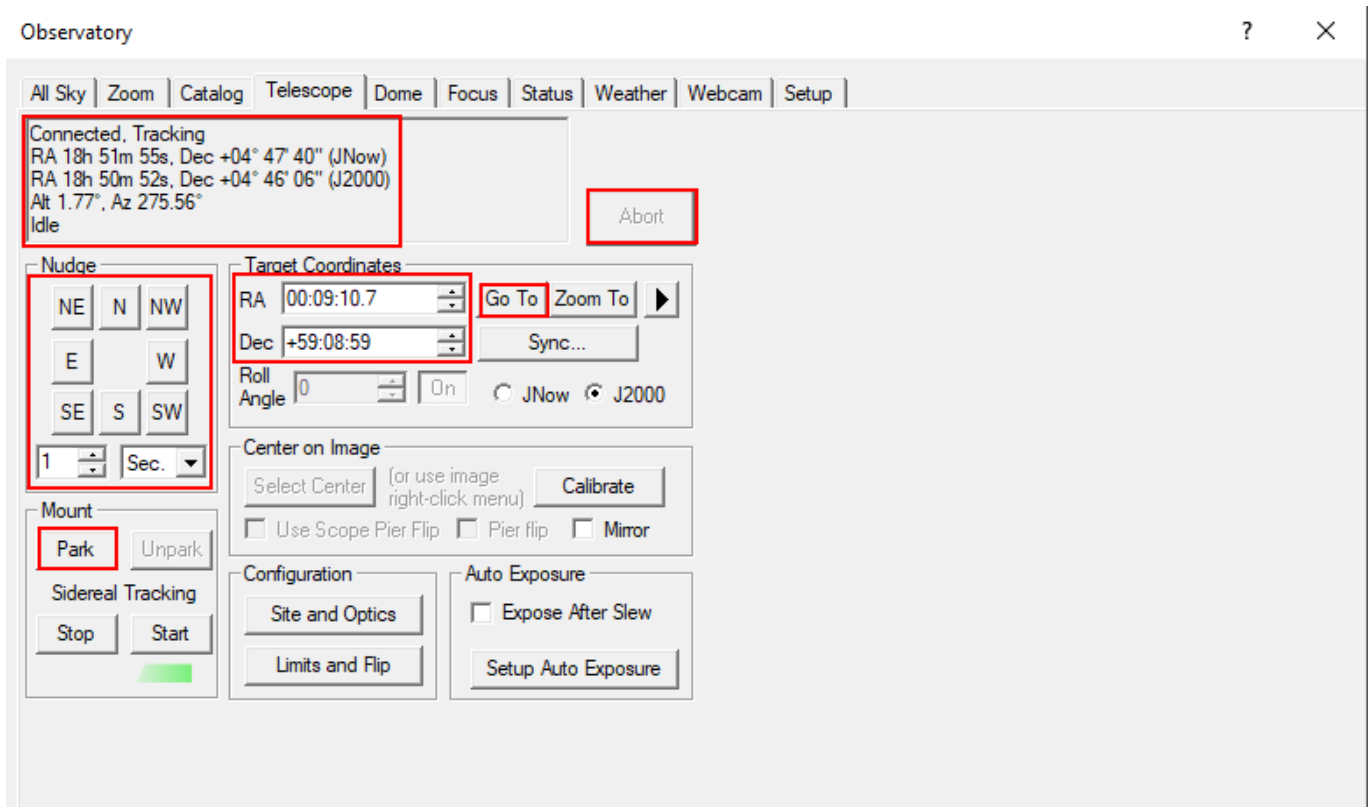 Observatory
?
All Sky Zoom Catalog Telescope Dome Focus Status Weather Webcam Setup
Connected, Tracking
RA 18h 51m 55s, Dec +04° 47' 40" (JNow)
RA 18h 50m 52s, Dec +04° 46' 06" (J2000)
Alt 1.77°, Az 275.56°
Idle
Abort
Nudge
NE N NW
E W
SE S SW
1 Sec.
Target Coordinates
RA 00:09:10.7 Go To Zoom To
Dec +59:08:59 Sync...
Roll
Angle 0 On JNow J2000
Center on Image
Select Center (or use image
right-click menu) Calibrate
Use Scope Pier Flip Pier flip Mirror
Mount
Park Unpark
Sidereal Tracking
Stop Start
Configuration
Site and Optics
Limits and Flip
Auto Exposure
Expose After Slew
Setup Auto Exposure